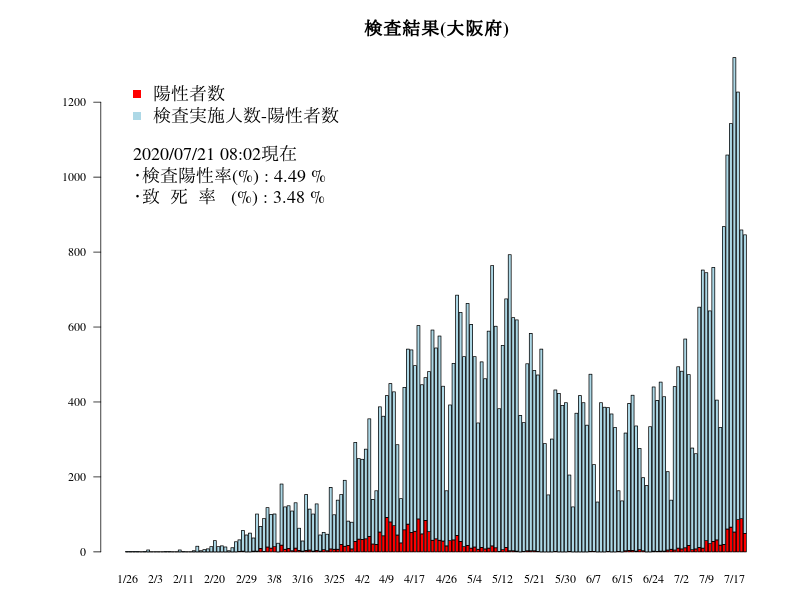 検査結果(大阪府)
陽性者数
検査実施人数-陽性者数
2020/07/21 08:02現在
・検査陽性率(%) : 4.49 %
・致 死 率 (%) : 3.48 %
1200
1000
800
600
400
200
0
1/26 2/3 2/11 2/20 2/29 3/8 3/16 3/25 4/2 4/9 4/17 4/26 5/4 5/12 5/21 5/30 6/7 6/15 6/24 7/2 7/9 7/17